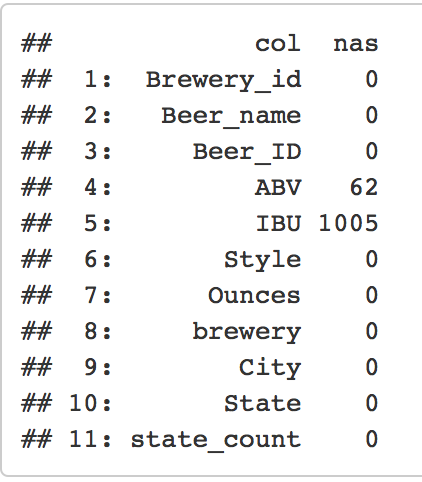 ##             col  nas
##  1:  Brewery_id    0
##  2:   Beer_name    0
##  3:     Beer_ID    0
##  4:         ABV   62
##  5:         IBU 1005
##  6:       Style    0
##  7:      Ounces    0
##  8:     brewery    0
##  9:        City    0
## 10:       State    0
## 11: state_count    0